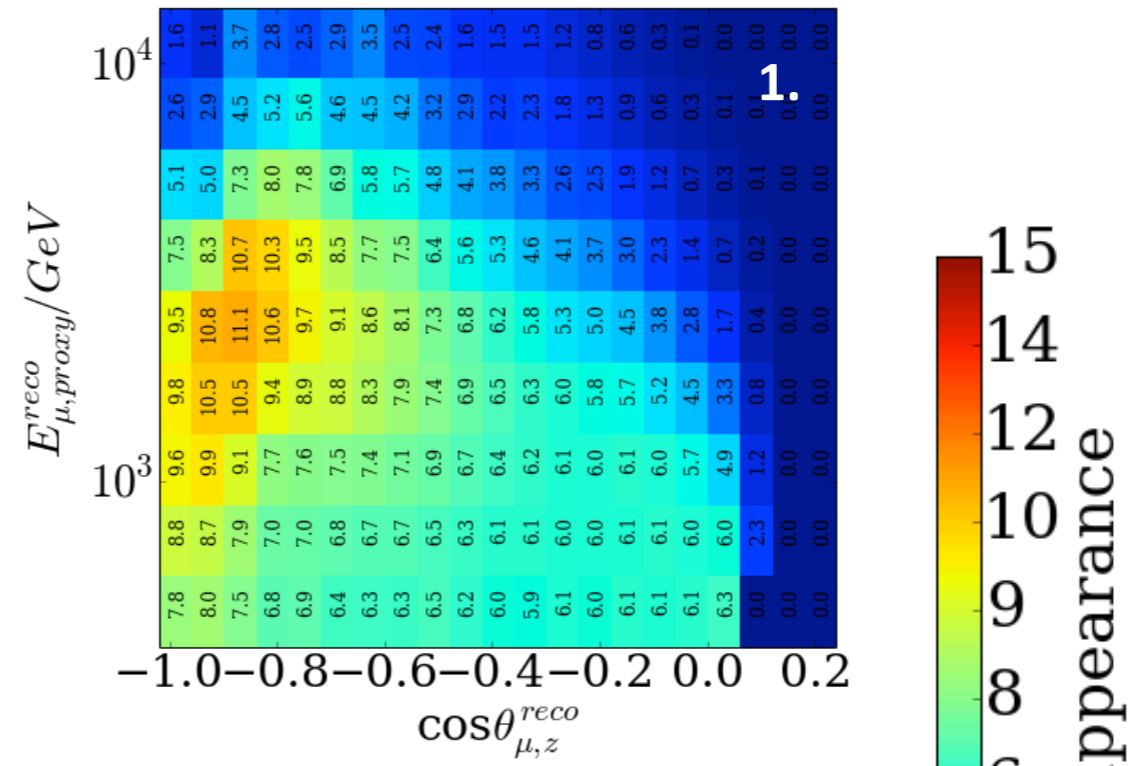 10^4
10^3
E^{reco}_{μ,proxy}/GeV
1.6 1.1 3.7 2.8 2.5 2.9 3.5 2.5 2.4 1.6 1.5 1.5 1.2 0.8 0.6 0.3 0.1 0.0 0.0 0.0 0.0
1.
2.6 2.9 4.5 5.2 5.6 4.6 4.5 4.2 3.2 2.9 2.2 2.3 1.8 1.3 0.9 0.6 0.3 0.1 0.1 0.0 0.0
5.1 5.0 7.3 8.0 7.8 6.9 5.8 5.7 4.8 4.1 3.8 3.3 2.6 2.5 1.9 1.2 0.7 0.3 0.1 0.0 0.0
7.5 8.3 10.7 10.3 9.5 8.5 7.7 7.5 6.4 5.6 5.3 4.6 4.1 3.7 3.0 2.3 1.4 0.7 0.2 0.0 0.0
9.5 10.8 11.1 10.6 9.7 9.1 8.6 8.1 7.3 6.8 6.2 5.8 5.3 5.0 4.5 3.8 2.8 1.7 0.4 0.0 0.0
9.8 10.5 10.5 9.4 8.9 8.8 8.3 7.9 7.4 6.9 6.5 6.3 6.0 5.8 5.7 5.2 4.5 3.3 0.8 0.0 0.0
9.6 9.9 9.1 7.7 7.6 7.5 7.4 7.1 6.9 6.7 6.4 6.2 6.1 6.0 6.1 6.0 5.7 4.9 1.2 0.0 0.0
8.8 8.7 7.9 7.0 7.0 6.8 6.7 6.7 6.5 6.3 6.1 6.1 6.0 6.0 6.1 6.1 6.0 6.0 2.3 0.0 0.0
7.8 8.0 7.5 6.8 6.9 6.4 6.3 6.3 6.5 6.2 6.0 5.9 6.1 6.0 6.1 6.1 6.1 6.3 0.0 0.0 0.0
−1.0 −0.8 −0.6 −0.4 −0.2 0.0 0.2
cosθ^{reco}_{μ,z}
15
14
12
10
9
8
ppearance